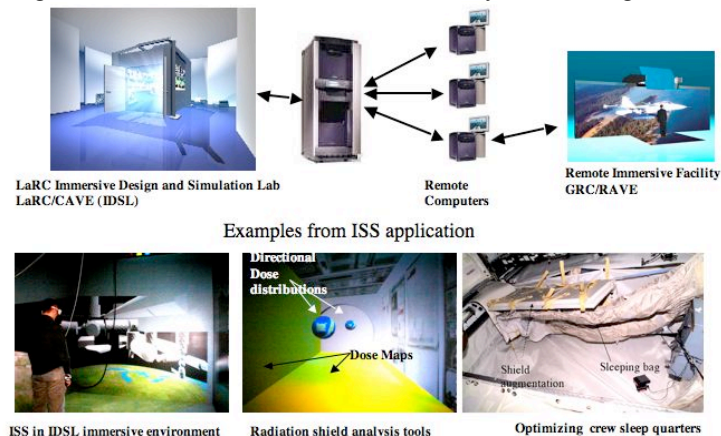 LaRC Immersive Design and Simulation Lab
LaRC/CAVE (IDSL)
Remote
Computers
Remote Immersive Facility
GRC/RAVE
Examples from ISS application
Directional
Dose
distributions
Dose Maps
Shield
augmentation
Sleeping bag
ISS in IDSL immersive environment
Radiation shield analysis tools
Optimizing crew sleep quarters